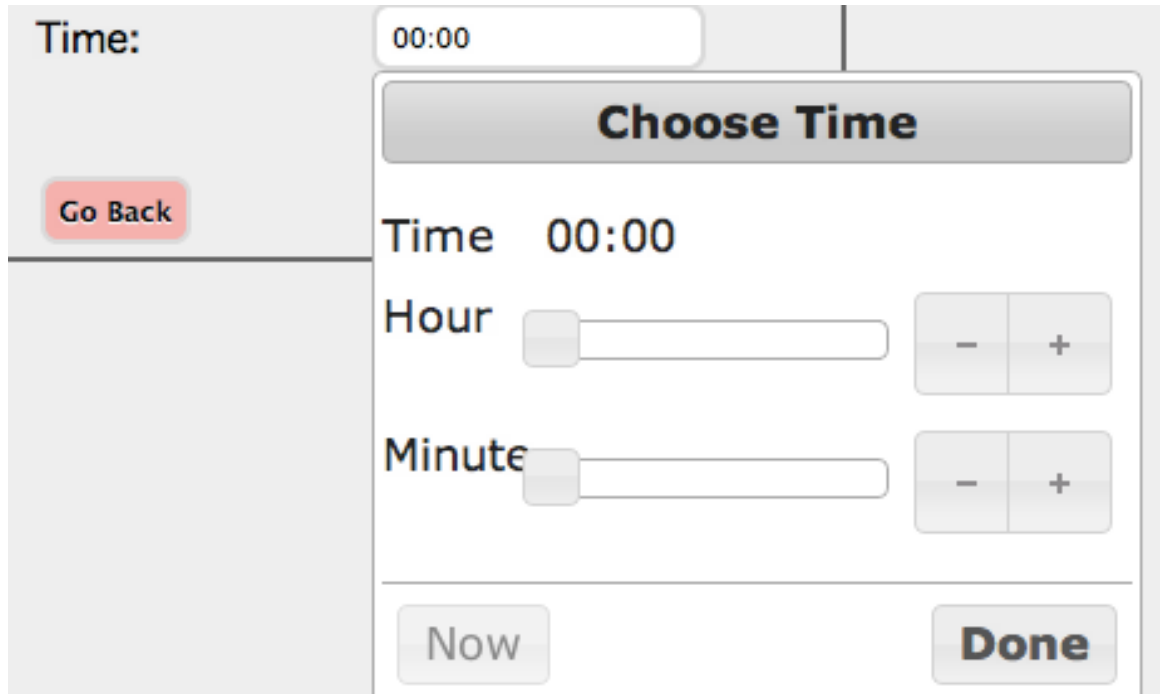 Time: 00:00
Choose Time
Go Back
Time 00:00
Hour - +
Minute - +
Now Done